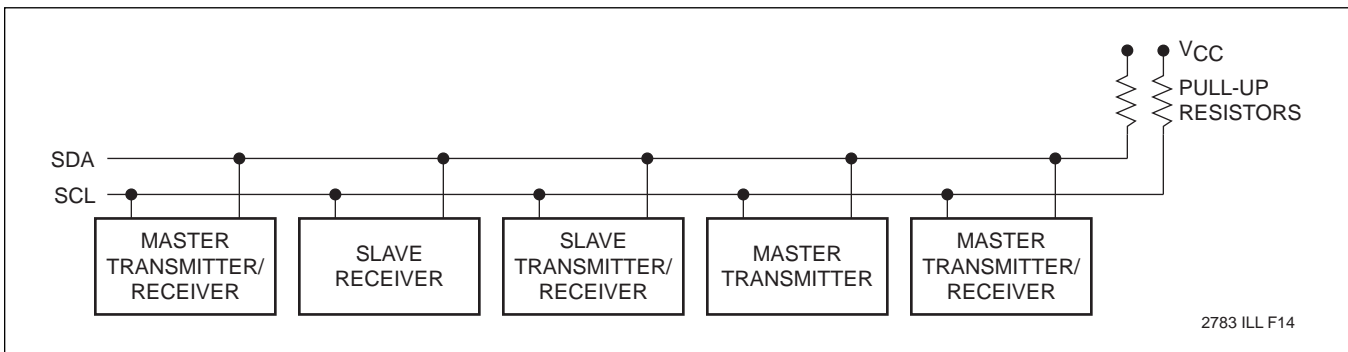 VCC
PULL-UP
RESISTORS
SDA
SCL
MASTER
TRANSMITTER/
RECEIVER
SLAVE
RECEIVER
SLAVE
TRANSMITTER/
RECEIVER
MASTER
TRANSMITTER
MASTER
TRANSMITTER/
RECEIVER
2783 ILL F14